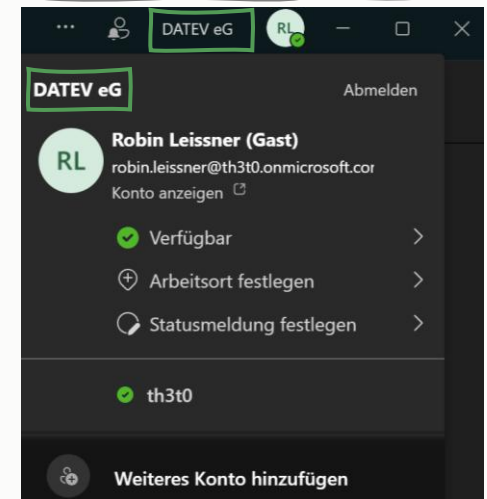 DATEV eG RL
DATEV eG Abmelden
RL
Robin Leissner (Gast)
robin.leissner@th3t0.onmicrosoft.cor
Konto anzeigen
Verfügbar
Arbeitsort festlegen
Statusmeldung festlegen
th3t0
Weiteres Konto hinzufügen